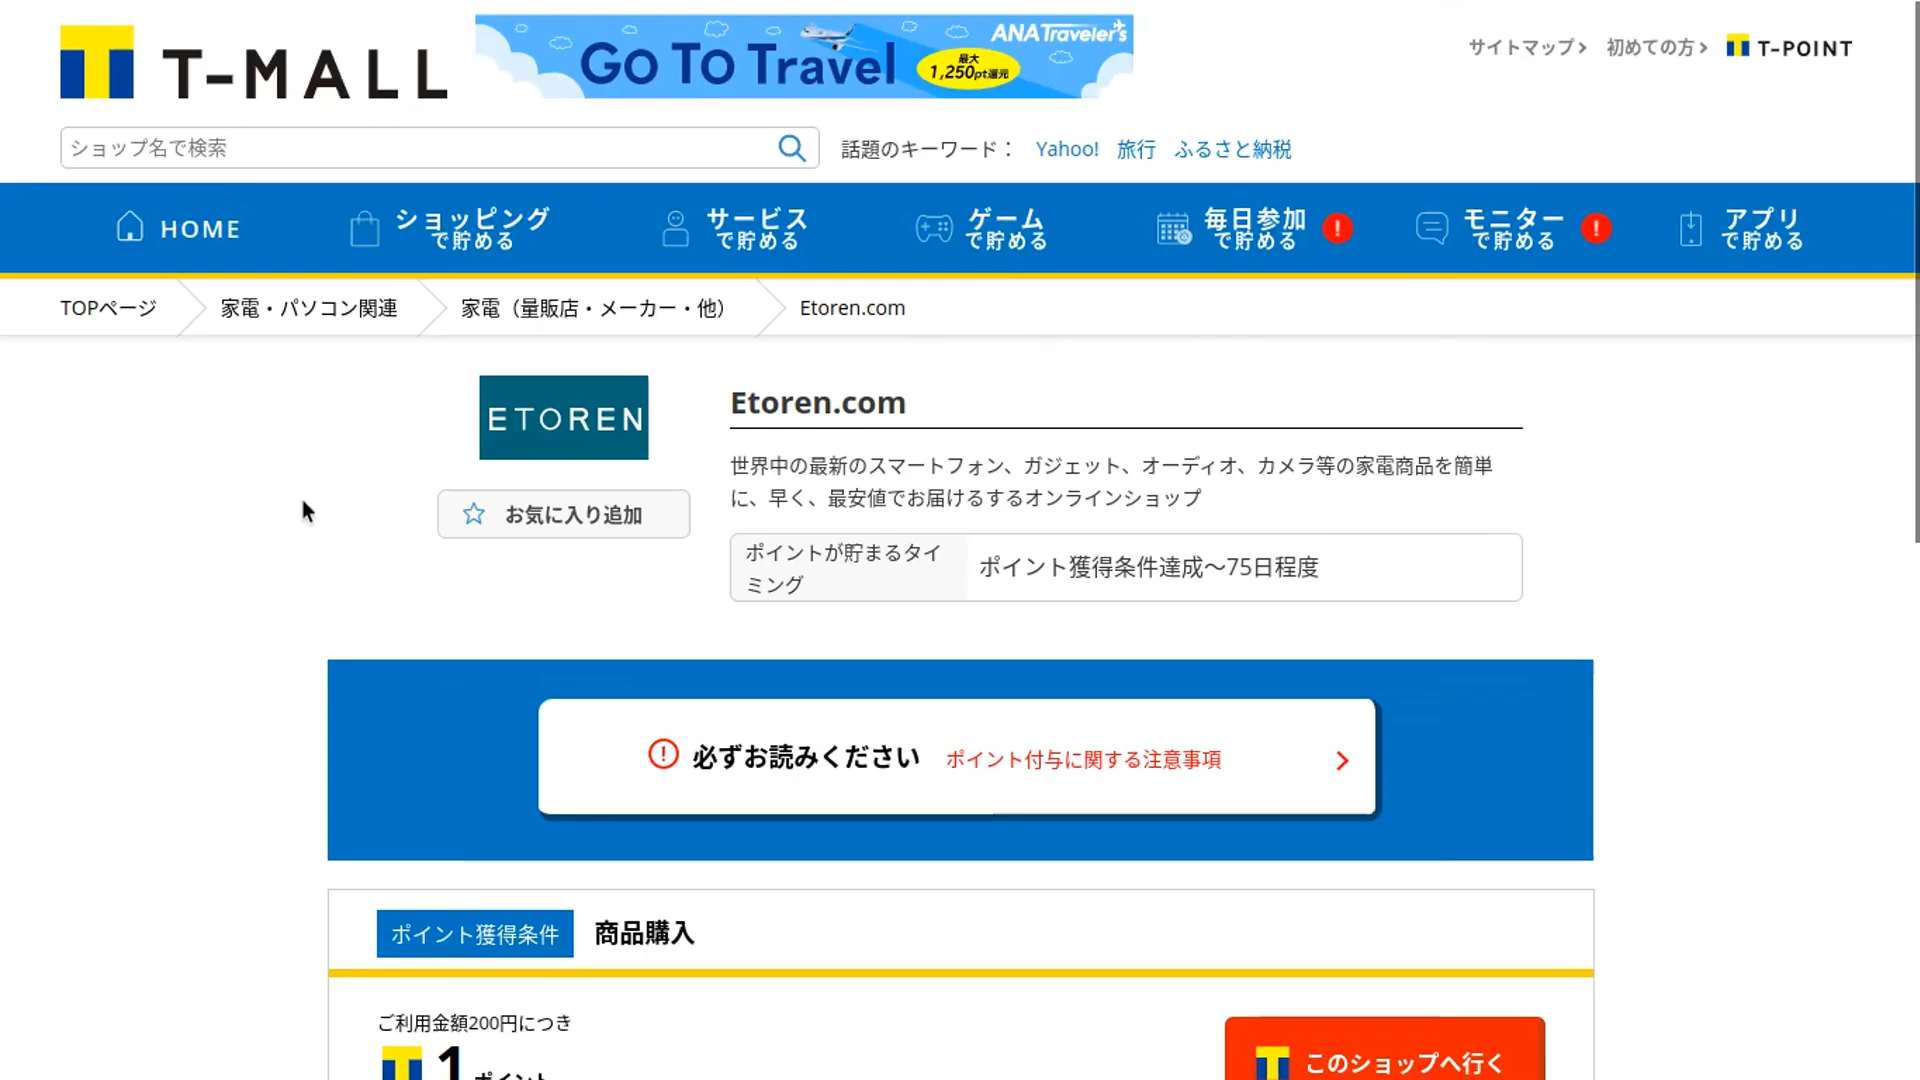 T-MALL
Go To Travel
ANA Traveler's
最大
1,250pt還元
サイトマップ
初めての方
T-POINT
ショップ名で検索
話題のキーワード： Yahoo! 旅行 ふるさと納税
HOME
ショッピング
で貯める
サービス
で貯める
ゲーム
で貯める
毎日参加
で貯める
モニター
で貯める
アプリ
で貯める
TOPページ
家電・パソコン関連
家電（量販店・メーカー・他）
Etoren.com
ETOREN
お気に入り追加
Etoren.com
世界中の最新のスマートフォン、ガジェット、オーディオ、カメラ等の家電商品を簡単
に、早く、最安値でお届けるするオンラインショップ
ポイントが貯まるタイ
ミング
ポイント獲得条件達成～75日程度
必ずお読みください ポイント付与に関する注意事項
ポイント獲得条件 商品購入
ご利用金額200円につき
1 ポイント
このショップへ行く